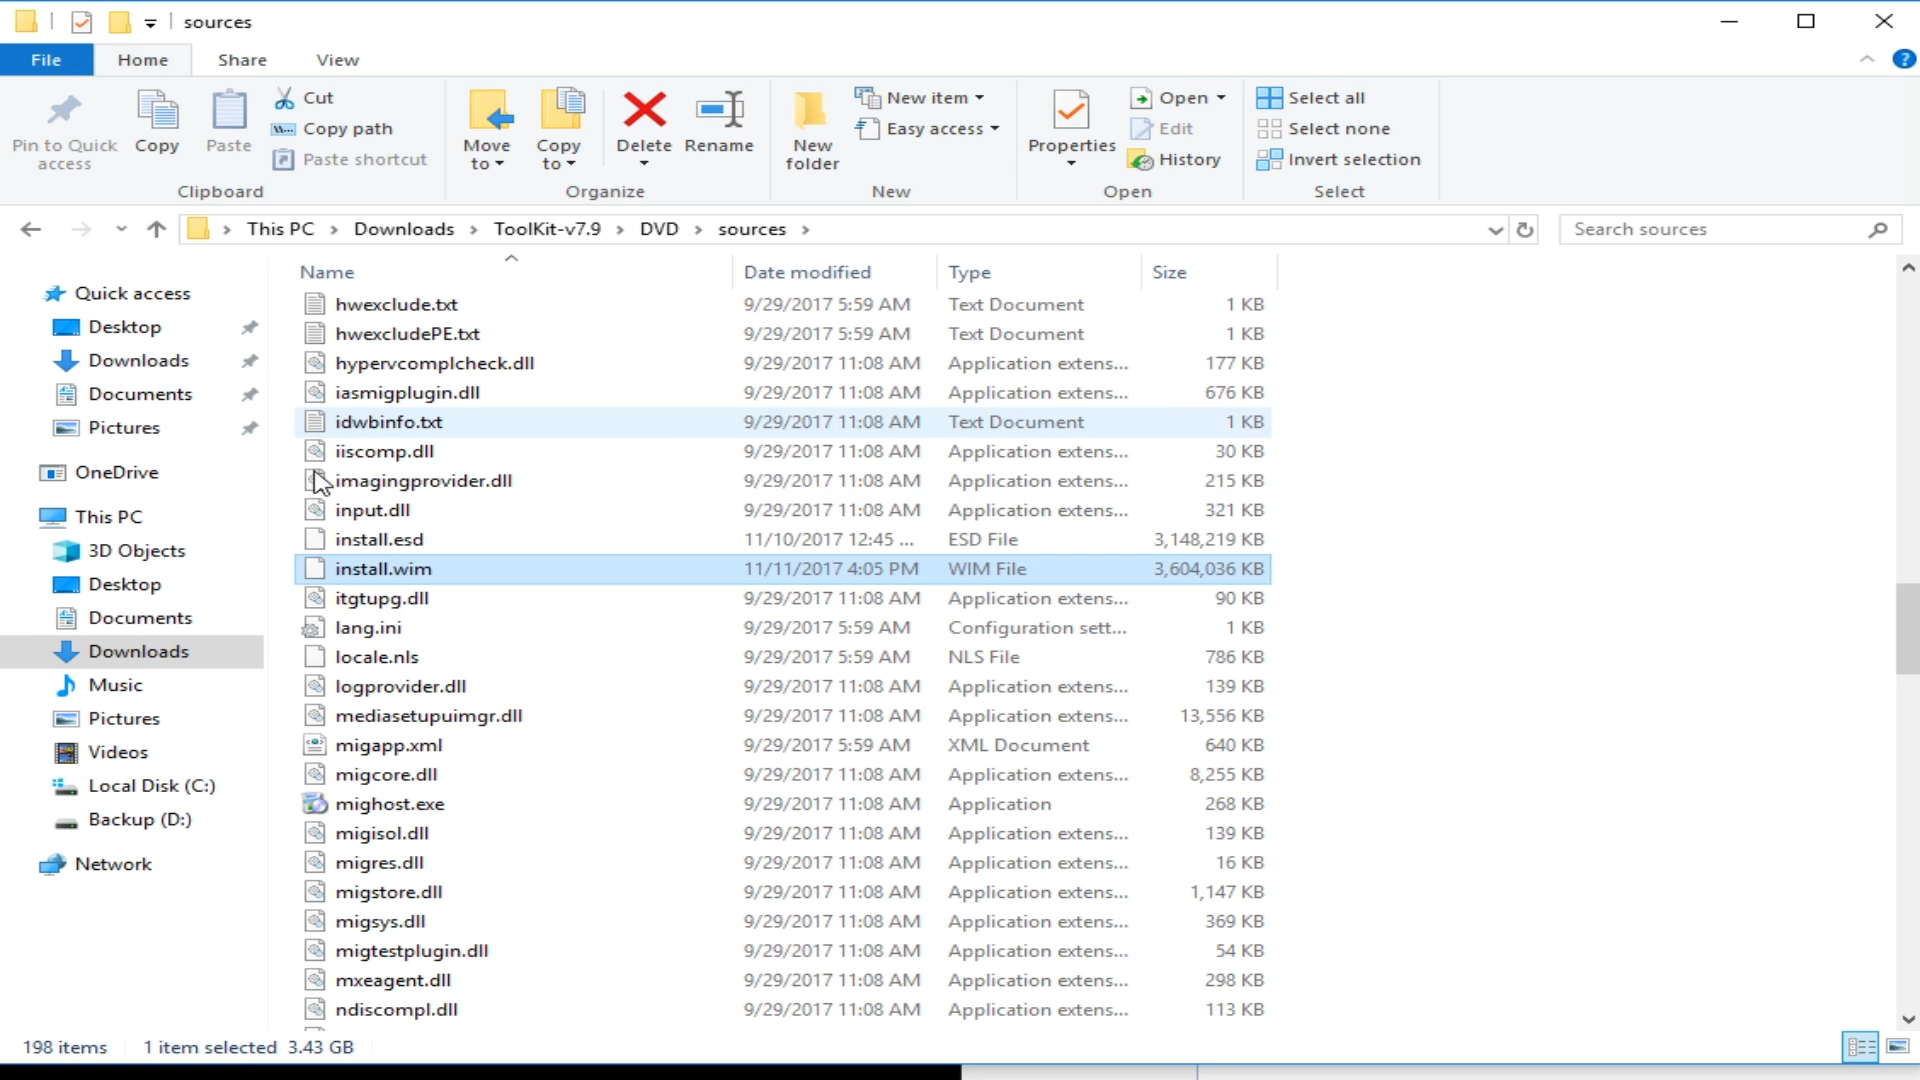 sources
File Home Share View
Pin to Quick access
Copy
Paste
Cut
Copy path
Paste shortcut
Clipboard
Move to
Copy to
Delete
Rename
Organize
New folder
New item
Easy access
New
Properties
Open
Edit
History
Open
Select all
Select none
Invert selection
Select
This PC > Downloads > ToolKit-v7.9 > DVD > sources >
Search sources
Quick access
Desktop
Downloads
Documents
Pictures
OneDrive
This PC
3D Objects
Desktop
Documents
Downloads
Music
Pictures
Videos
Local Disk (C:)
Backup (D:)
Network
Name Date modified Type Size
hwexclude.txt 9/29/2017 5:59 AM Text Document 1 KB
hwexcludePE.txt 9/29/2017 5:59 AM Text Document 1 KB
hypervcomplcheck.dll 9/29/2017 11:08 AM Application extens... 177 KB
iasmigplugin.dll 9/29/2017 11:08 AM Application extens... 676 KB
idwbinfo.txt 9/29/2017 11:08 AM Text Document 1 KB
iiscomp.dll 9/29/2017 11:08 AM Application extens... 30 KB
imagingprovider.dll 9/29/2017 11:08 AM Application extens... 215 KB
input.dll 9/29/2017 11:08 AM Application extens... 321 KB
install.esd 11/10/2017 12:45 ... ESD File 3,148,219 KB
install.wim 11/11/2017 4:05 PM WIM File 3,604,036 KB
itgtupg.dll 9/29/2017 11:08 AM Application extens... 90 KB
lang.ini 9/29/2017 5:59 AM Configuration sett... 1 KB
locale.nls 9/29/2017 5:59 AM NLS File 786 KB
logprovider.dll 9/29/2017 11:08 AM Application extens... 139 KB
mediasetupuimgr.dll 9/29/2017 11:08 AM Application extens... 13,556 KB
migapp.xml 9/29/2017 5:59 AM XML Document 640 KB
migcore.dll 9/29/2017 11:08 AM Application extens... 8,255 KB
mighost.exe 9/29/2017 11:08 AM Application 268 KB
migisol.dll 9/29/2017 11:08 AM Application extens... 139 KB
migres.dll 9/29/2017 11:08 AM Application extens... 16 KB
migstore.dll 9/29/2017 11:08 AM Application extens... 1,147 KB
migsys.dll 9/29/2017 11:08 AM Application extens... 369 KB
migtestplugin.dll 9/29/2017 11:08 AM Application extens... 54 KB
mxeagent.dll 9/29/2017 11:08 AM Application extens... 298 KB
ndiscompl.dll 9/29/2017 11:08 AM Application extens... 113 KB
198 items 1 item selected 3.43 GB